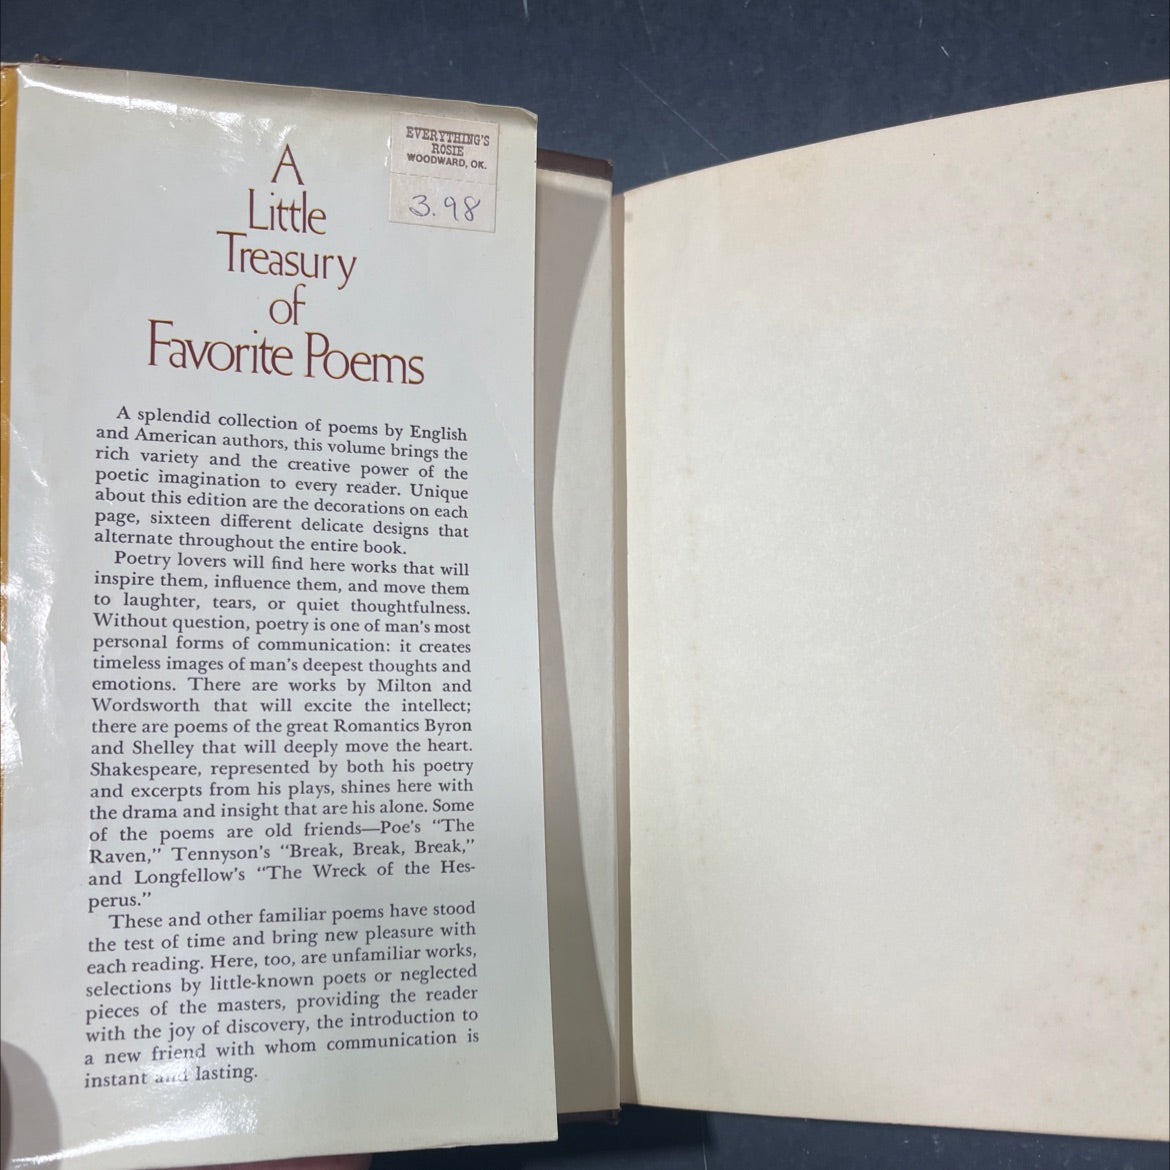 EVERYTHING'S
ROSIE
WOODWARD, OK.
3.98
A
Little
Treasury
of
Favorite Poems
A splendid collection of poems by English
and American authors, this volume brings the
rich variety and the creative power of the
poetic imagination to every reader. Unique
about this edition are the decorations on each
page, sixteen different delicate designs that
alternate throughout the entire book.
Poetry lovers will find here works that will
inspire them, influence them, and move them
to laughter, tears, or quiet thoughtfulness.
Without question, poetry is one of man's most
personal forms of communication: it creates
timeless images of man's deepest thoughts and
emotions. There are works by Milton and
Wordsworth that will excite the intellect;
there are poems of the great Romantics Byron
and Shelley that will deeply move the heart.
Shakespeare, represented by both his poetry
and excerpts from his plays, shines here with
the drama and insight that are his alone. Some
of the poems are old friends—Poe's "The
Raven," Tennyson's "Break, Break, Break,"
and Longfellow's "The Wreck of the Hes-
perus."
These and other familiar poems have stood
the test of time and bring new pleasure with
each reading. Here, too, are unfamiliar works,
selections by little-known poets or neglected
pieces of the masters, providing the reader
with the joy of discovery, the introduction to
a new friend with whom communication is
instant and lasting.